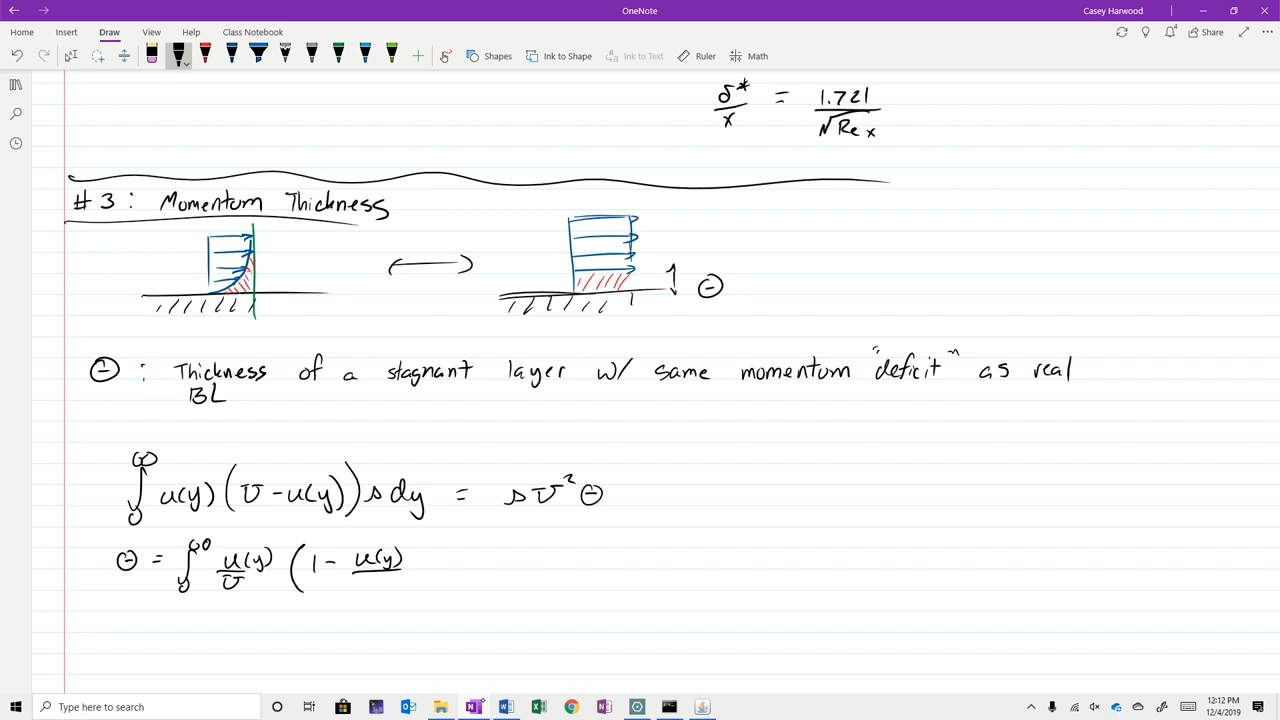 OneNote
Casey Harwood
Home Insert Draw View Help Class Notebook
Share
Shapes Ink to Shape Ink to Text Ruler Math
δ*/x = 1.721/√Re x
#3: Momentum Thickness
Θ
Θ : Thickness of a stagnant layer w/ same momentum "deficit" as real
BL
∫₀^∞ u(y) (U - u(y)) s dy = s U² Θ
Θ = ∫₀^∞ u(y)/U (1 - u(y)
Type here to search
12:12 PM
12/4/2019